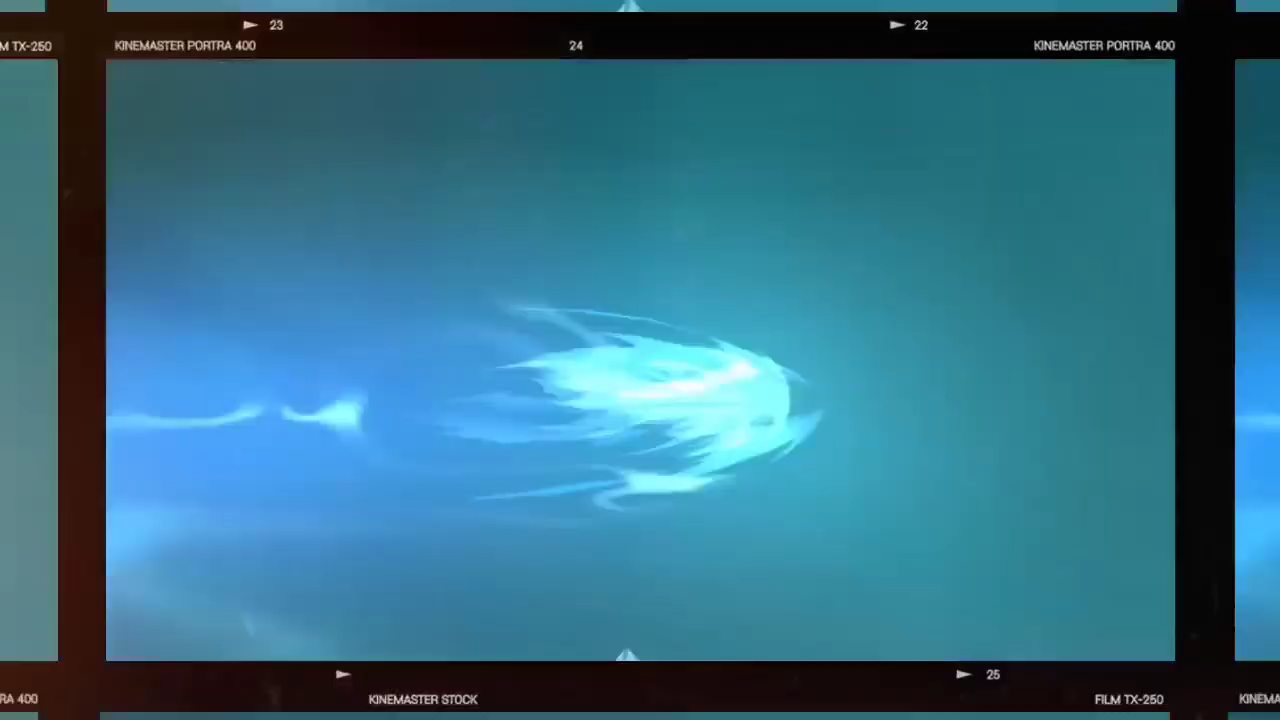 23
22
M TX-250
KINEMASTER PORTRA 400
24
KINEMASTER PORTRA 400
25
RA 400
KINEMASTER STOCK
FILM TX-250
KINEMA